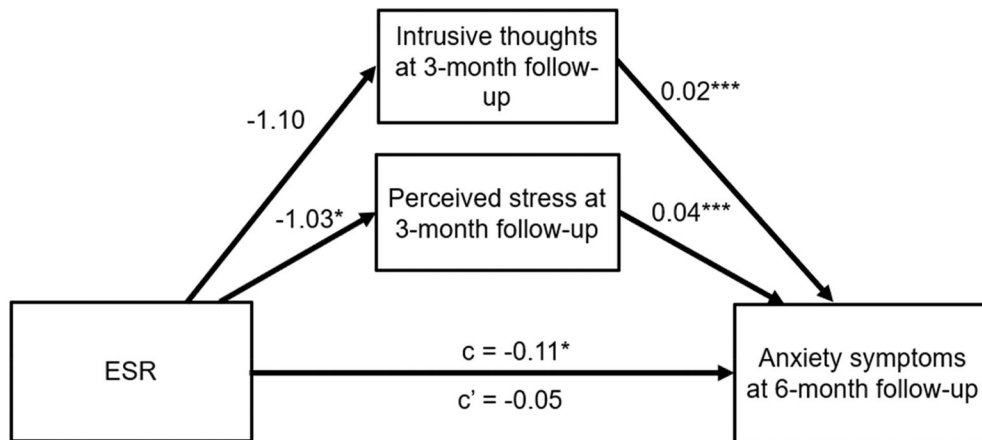 Intrusive thoughts
at 3-month follow-
up
-1.10
0.02***
Perceived stress at
3-month follow-up
-1.03*
0.04***
ESR
c = -0.11*
c’ = -0.05
Anxiety symptoms
at 6-month follow-up